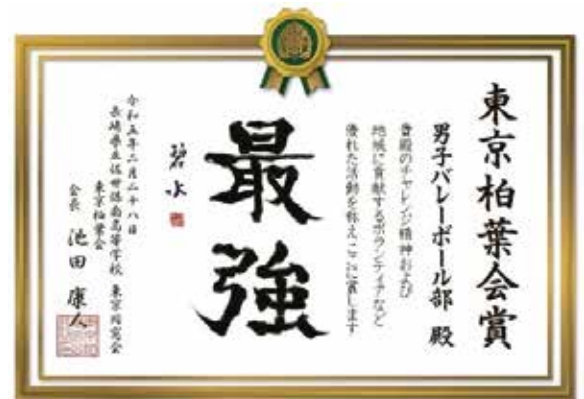 東京柏葉会賞
男子バレーボール部 殿
貴殿のチャレンジ精神および
地域に貢献するボランティアなど
優れた活動を称えここに賞します
最強
碧水
令和五年二月二十八日
長崎県立佐世保南高等学校 東京同窓会
東京柏葉会
会長 池田 康人